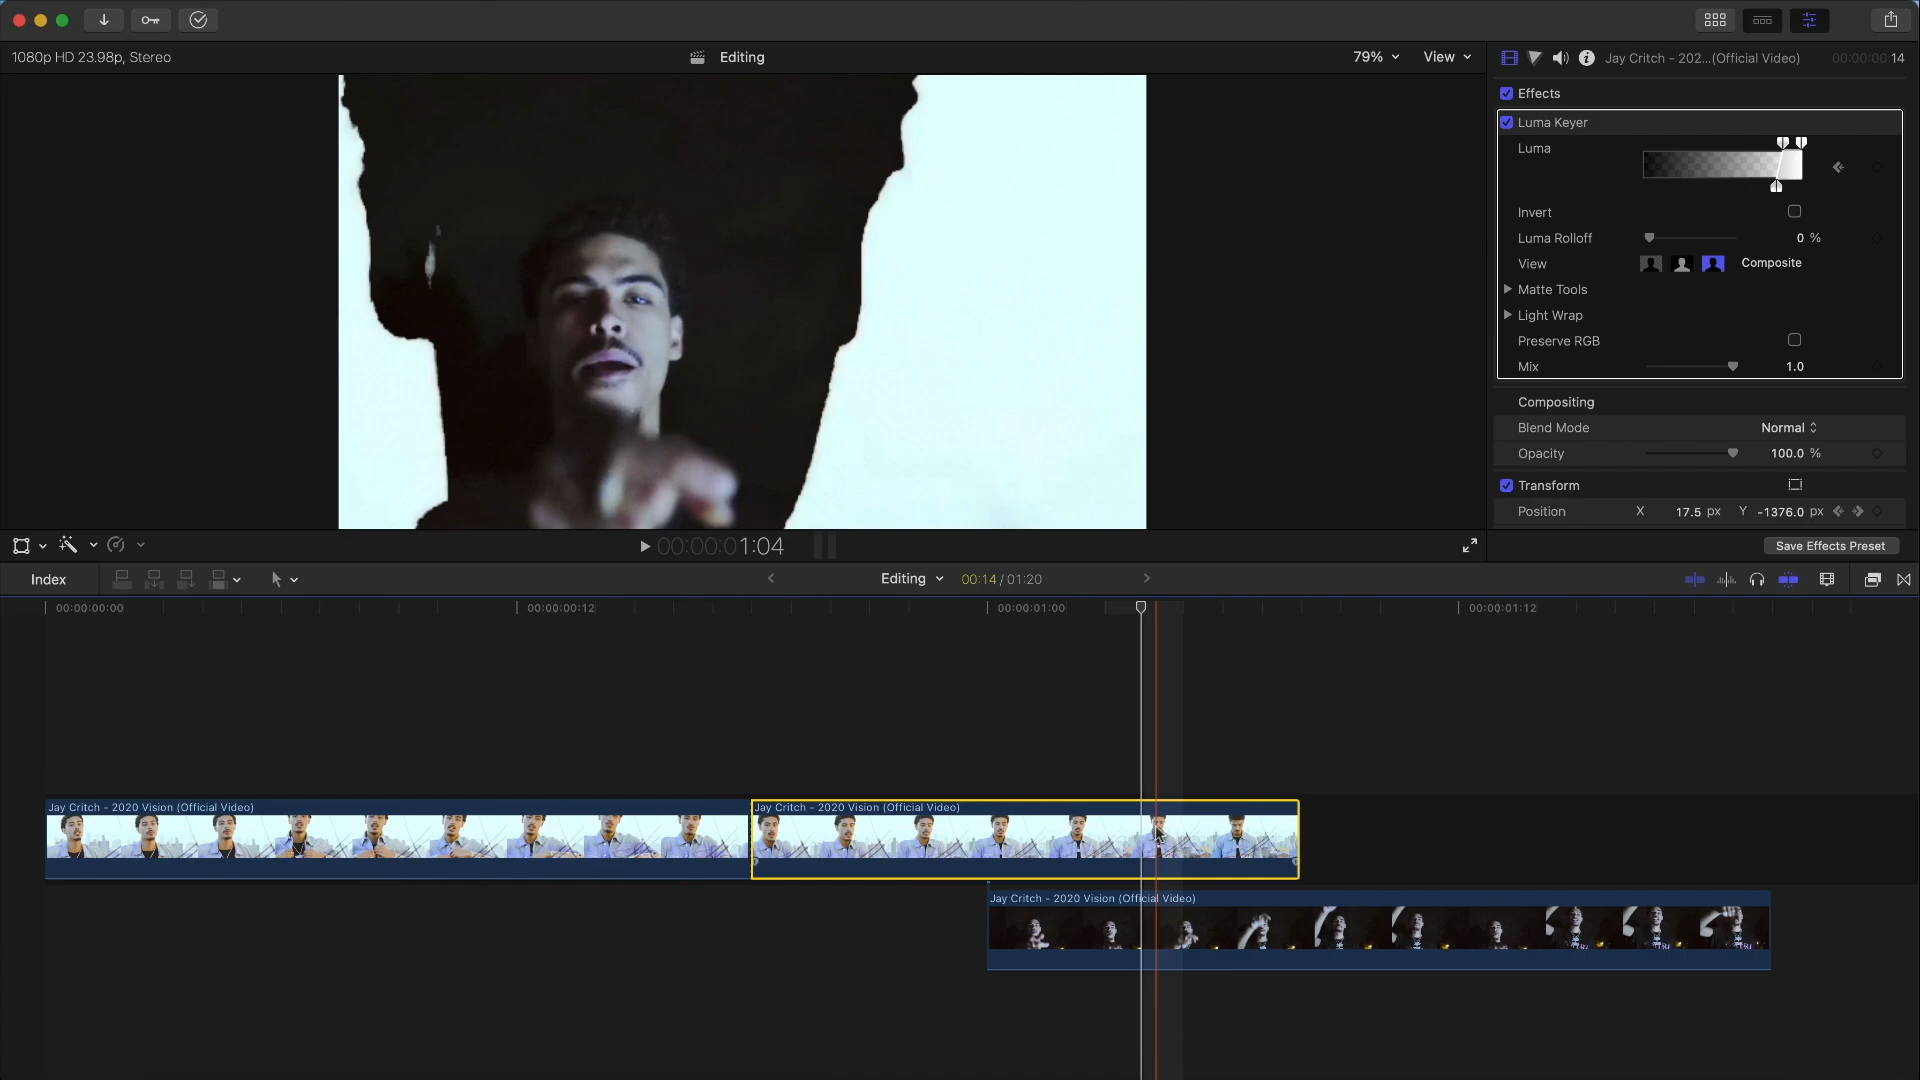 1080p HD 23.98p, Stereo
Editing
79%
View
Jay Critch - 202...(Official Video)
00:00:00:14
Effects
Luma Keyer
Luma
Invert
Luma Rolloff
0 %
View
Composite
Matte Tools
Light Wrap
Preserve RGB
Mix
1.0
Compositing
Blend Mode
Normal
Opacity
100.0 %
Transform
Position
X
17.5 px
Y
-1376.0 px
00:00:01:04
Save Effects Preset
Index
Editing
00:14 / 01:20
00:00:00:00
00:00:00:12
00:00:01:00
00:00:01:12
Jay Critch - 2020 Vision (Official Video)
Jay Critch - 2020 Vision (Official Video)
Jay Critch - 2020 Vision (Official Video)